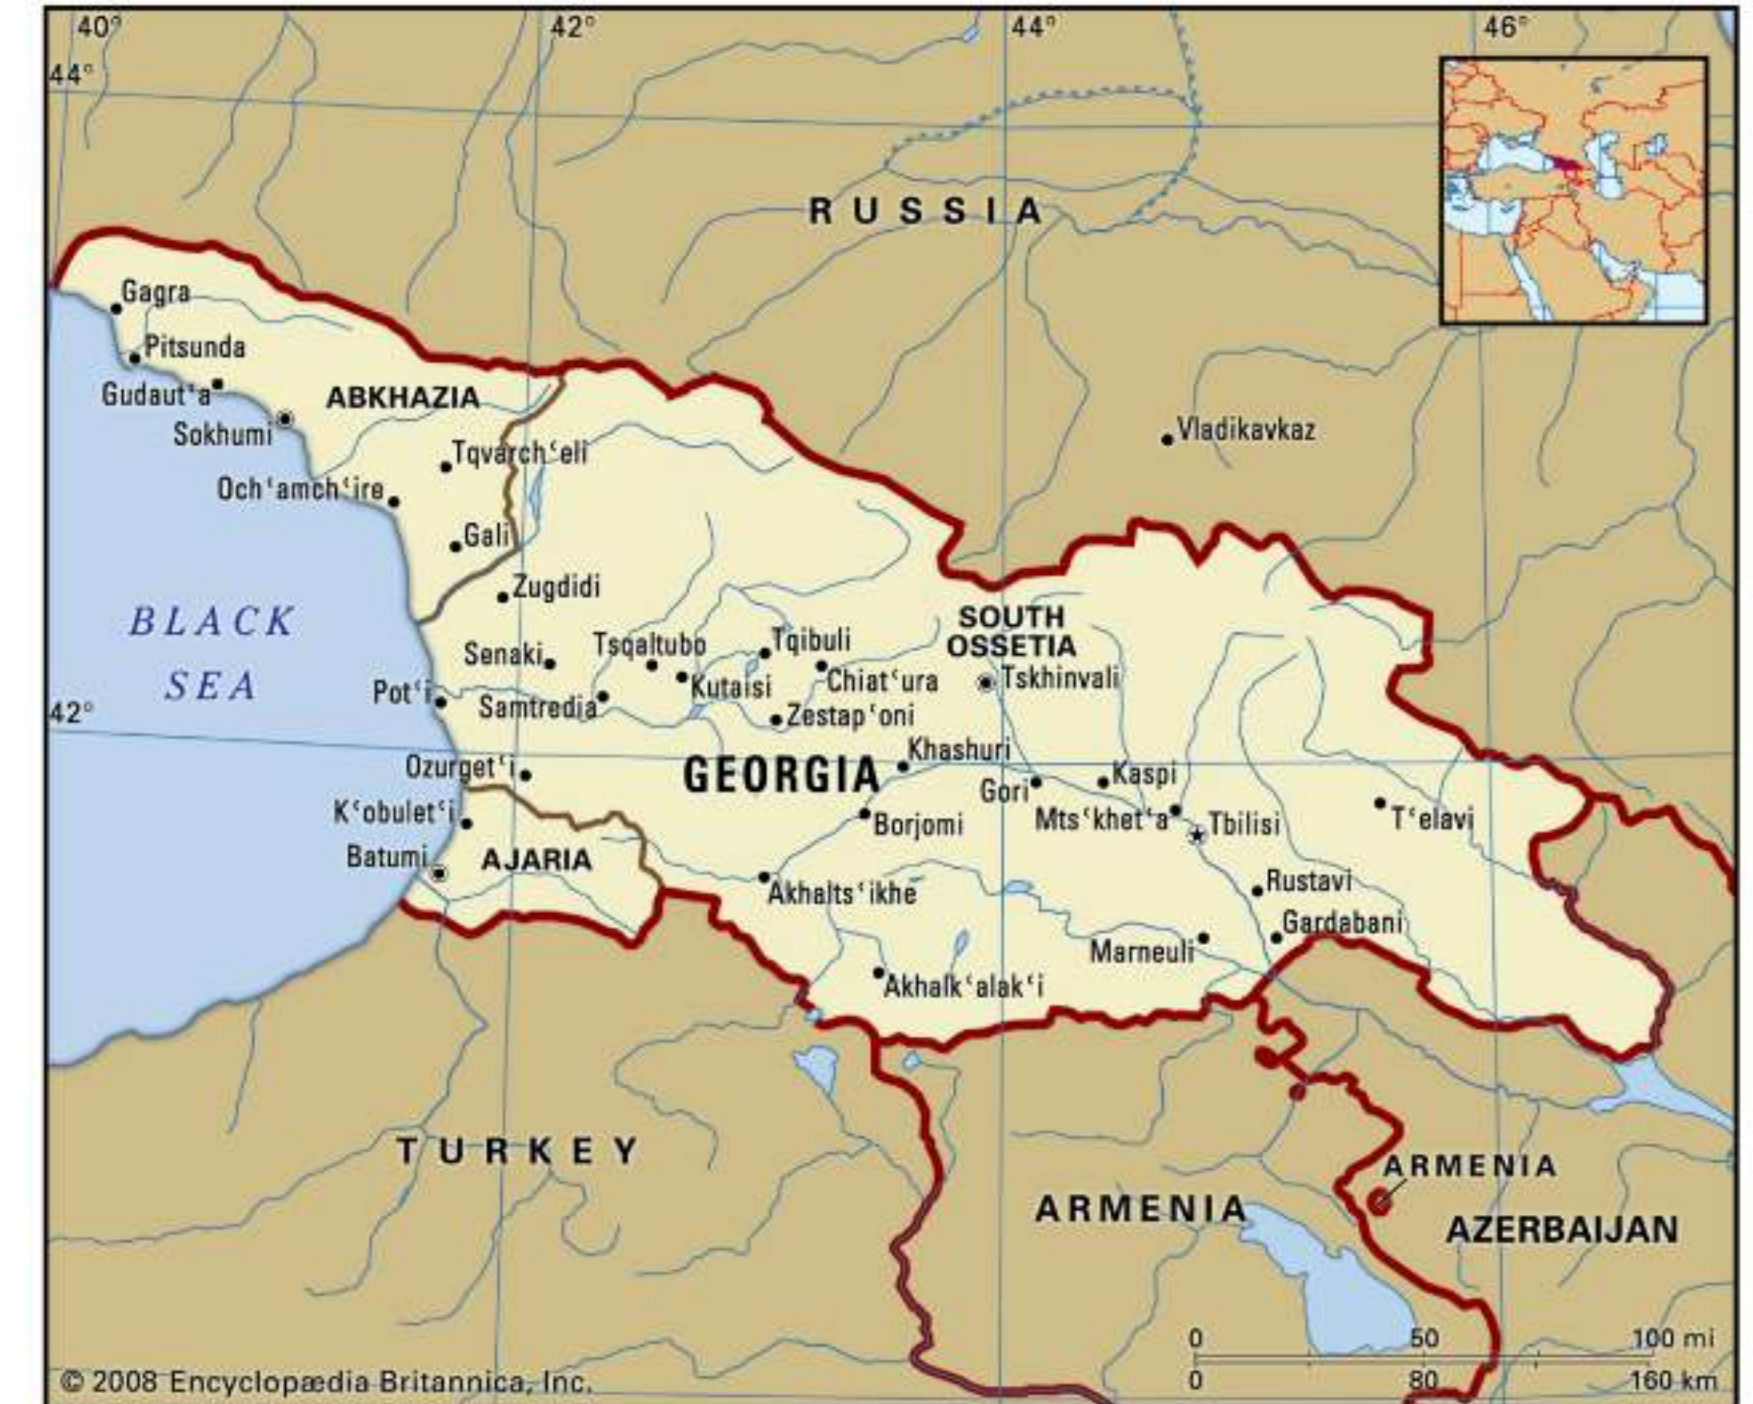 40°
42°
44°
46°
44°
RUSSIA
Gagra
Pitsunda
Gudaut‘a
ABKHAZIA
Sokhumi
Vladikavkaz
Tqvarch‘eli
Och‘amch‘ire
Gali
Zugdidi
BLACK
SEA
SOUTH
OSSETIA
Senaki
Tsqaltubo
Tqibuli
Tskhinvali
Pot‘i
Samtredia
Kutaisi
Chiat‘ura
42°
Zestap‘oni
Khashuri
Ozurget‘i
GEORGIA
Gori
Kaspi
K‘obulet‘i
Borjomi
Mts‘khet‘a
Tbilisi
T‘elavi
Batumi
AJARIA
Akhalts‘ikhe
Rustavi
Gardabani
Marneuli
Akhalk‘alak‘i
TURKEY
ARMENIA
ARMENIA
AZERBAIJAN
0 50 100 mi
0 80 160 km
© 2008 Encyclopædia Britannica, Inc.